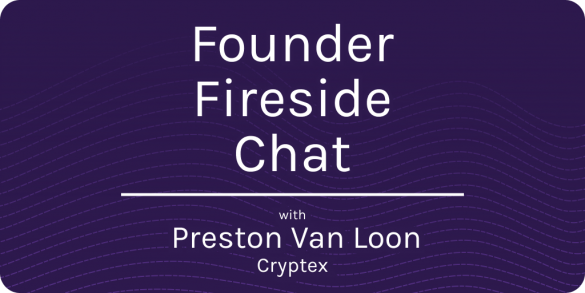 Founder
Fireside
Chat
with
Preston Van Loon
Cryptex